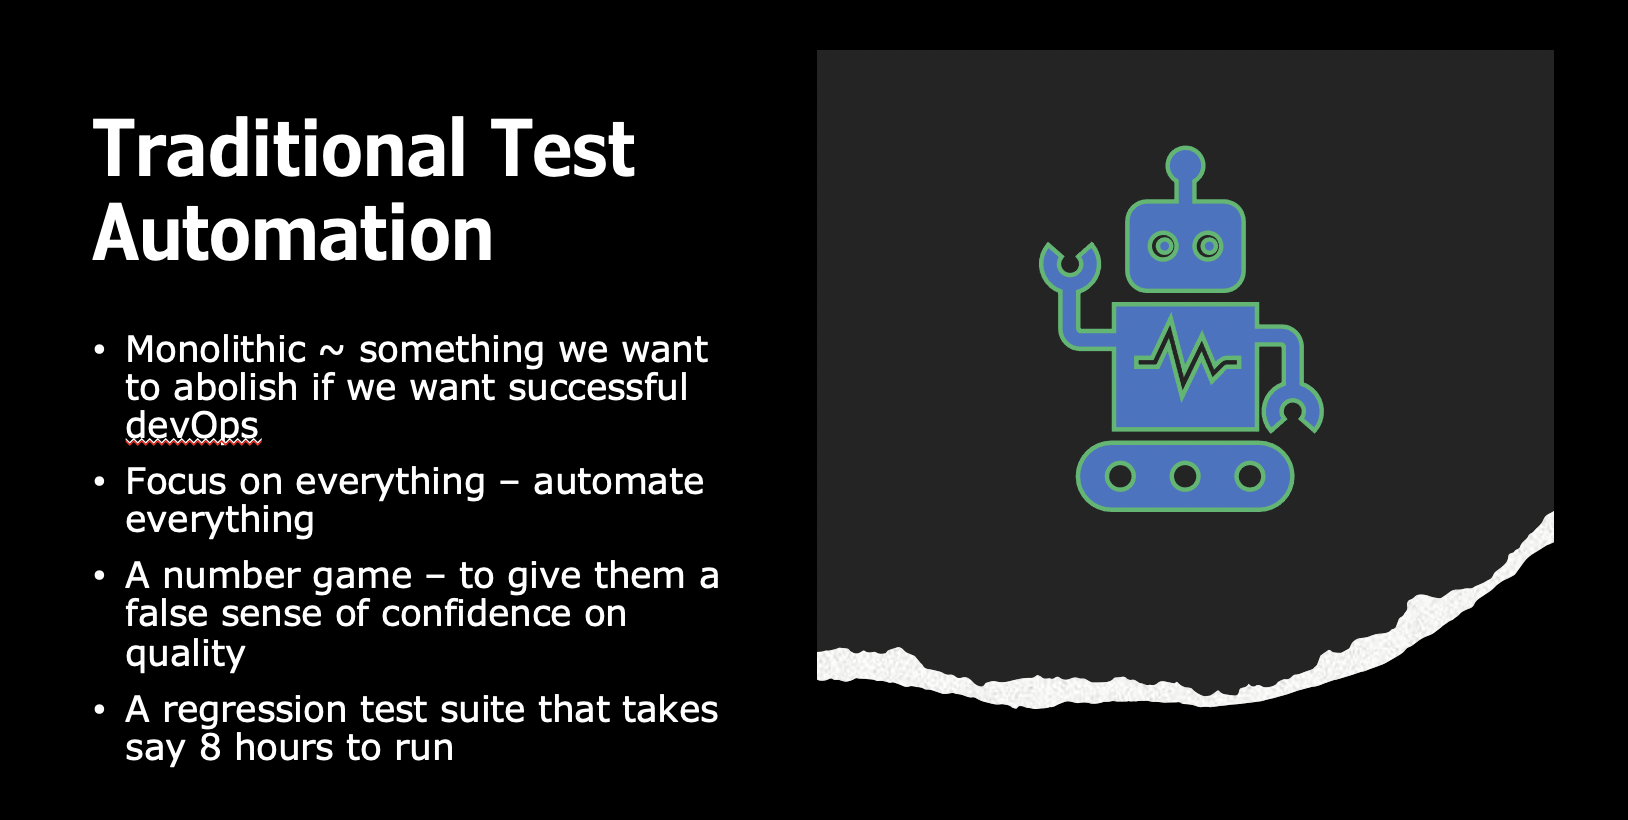 Traditional Test
Automation
• Monolithic ~ something we want
to abolish if we want successful
devOps
• Focus on everything – automate
everything
• A number game – to give them a
false sense of confidence on
quality
• A regression test suite that takes
say 8 hours to run